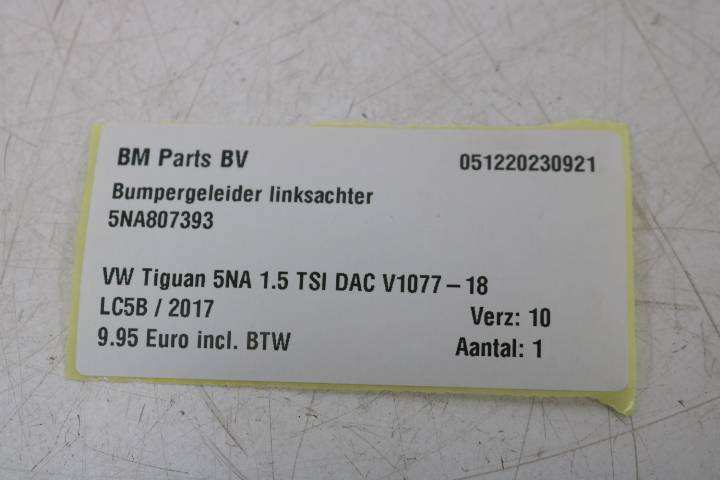 BM Parts BV 051220230921
Bumpergeleider linksachter
5NA807393
VW Tiguan 5NA 1.5 TSI DAC V1077-18
LC5B / 2017 Verz: 10
9.95 Euro incl. BTW Aantal: 1